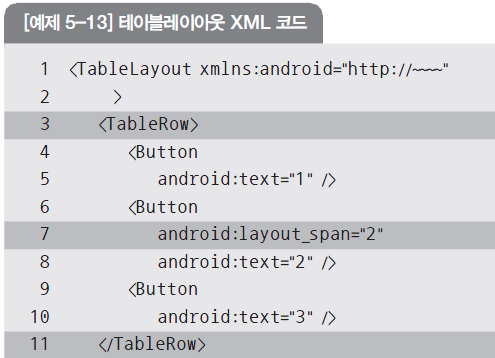 [예제 5-13] 테이블레이아웃 XML 코드
1 <TableLayout xmlns:android="http://~~~~"
2 >
3 <TableRow>
4 <Button
5 android:text="1" />
6 <Button
7 android:layout_span="2"
8 android:text="2" />
9 <Button
10 android:text="3" />
11 </TableRow>